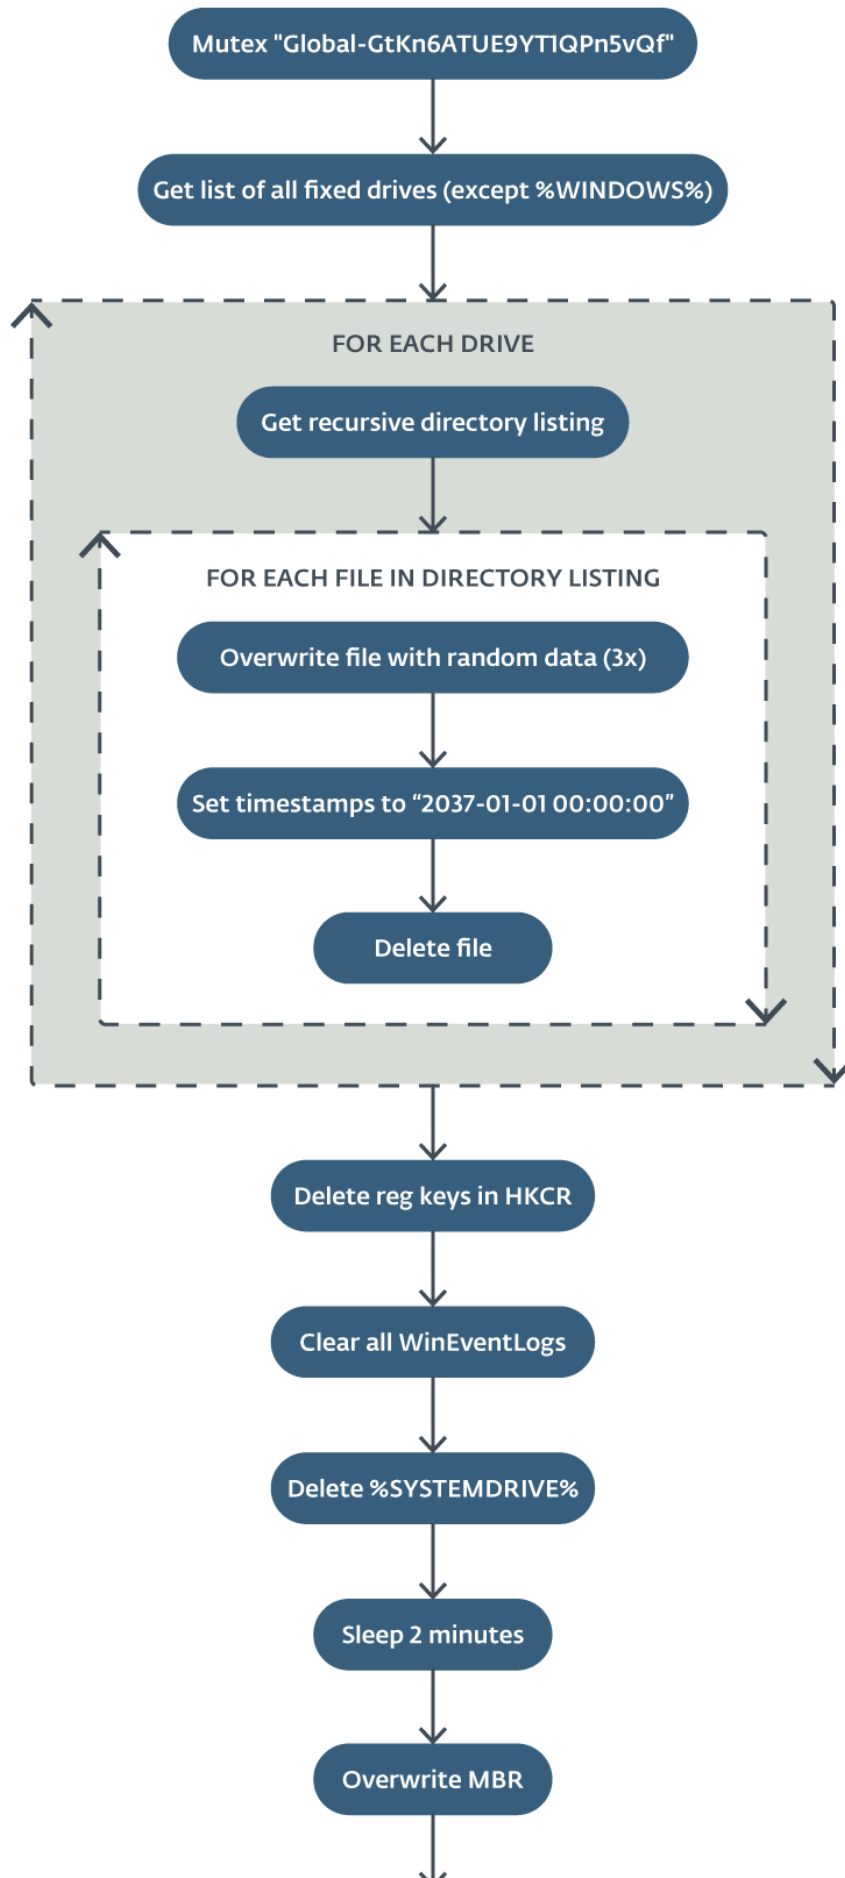 Mutex "Global-GtKn6ATUE9YT1QPn5vQf"
Get list of all fixed drives (except %WINDOWS%)
FOR EACH DRIVE
Get recursive directory listing
FOR EACH FILE IN DIRECTORY LISTING
Overwrite file with random data (3x)
Set timestamps to “2037-01-01 00:00:00”
Delete file
Delete reg keys in HKCR
Clear all WinEventLogs
Delete %SYSTEMDRIVE%
Sleep 2 minutes
Overwrite MBR